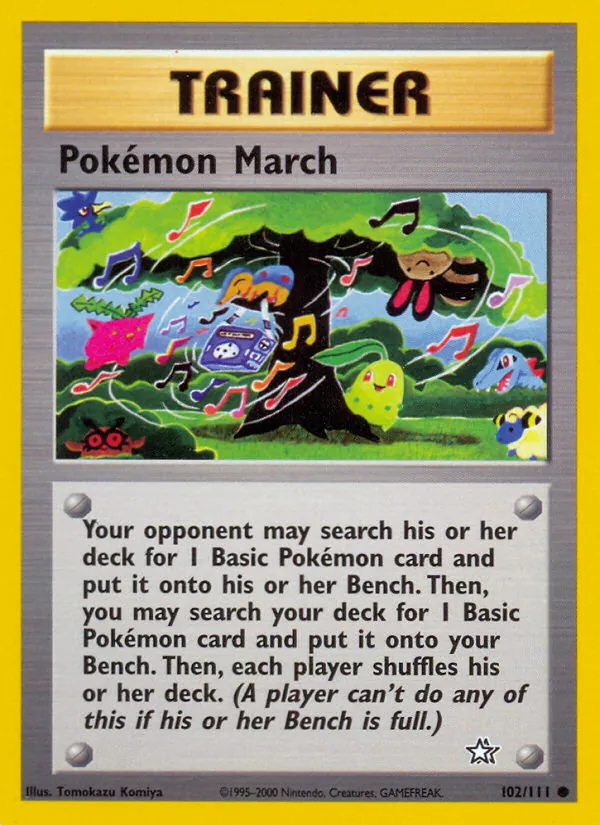 TRAINER
Pokémon March
Your opponent may search his or her
deck for 1 Basic Pokémon card and
put it onto his or her Bench. Then,
you may search your deck for 1 Basic
Pokémon card and put it onto your
Bench. Then, each player shuffles his
or her deck. (A player can't do any of
this if his or her Bench is full.)
Illus. Tomokazu Komiya
©1995-2000 Nintendo, Creatures, GAMEFREAK.
102/111